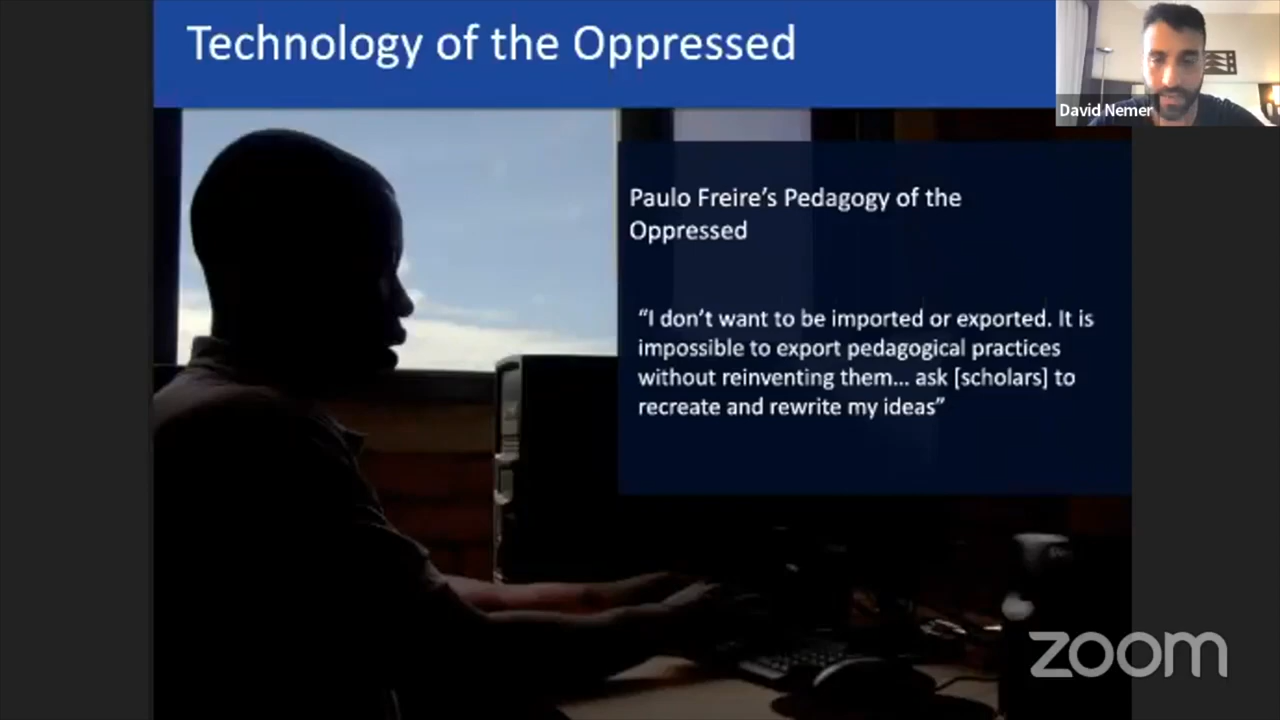 Technology of the Oppressed
David Nemer
Paulo Freire’s Pedagogy of the
Oppressed
“I don’t want to be imported or exported. It is
impossible to export pedagogical practices
without reinventing them... ask [scholars] to
recreate and rewrite my ideas”
zoom